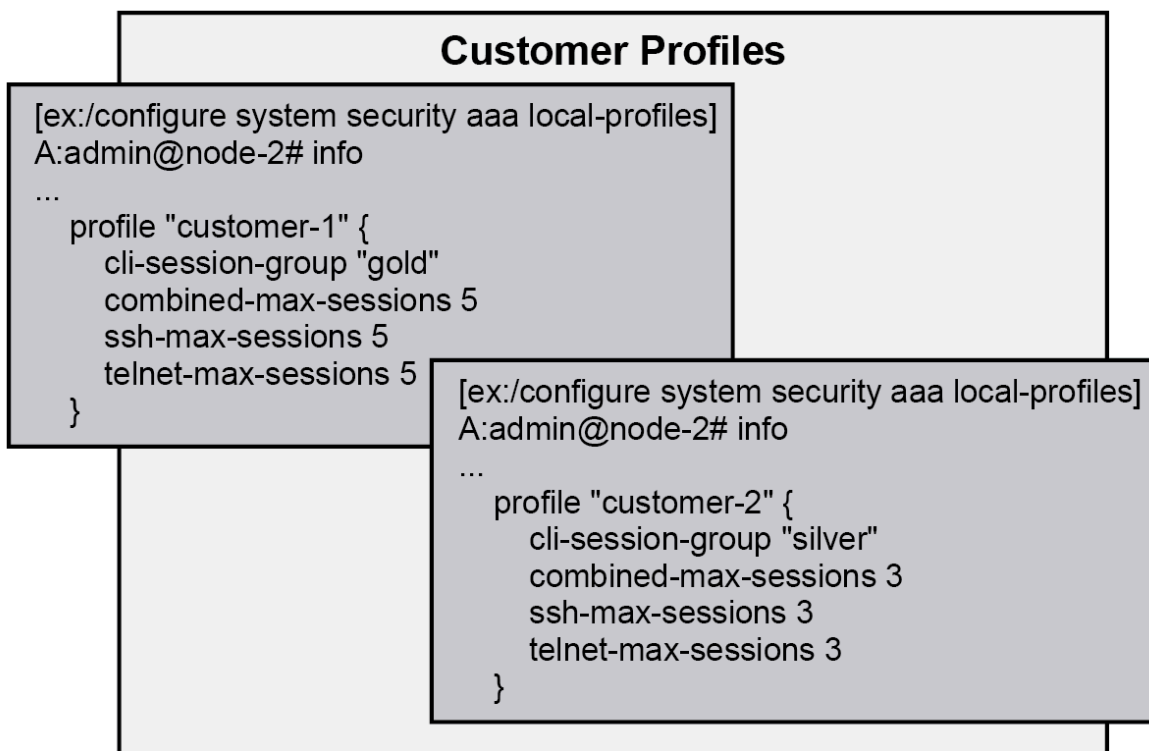 Customer Profiles
[ex:/configure system security aaa local-profiles]
A:admin@node-2# info
...
profile "customer-1" {
cli-session-group "gold"
combined-max-sessions 5
ssh-max-sessions 5
telnet-max-sessions 5
}
[ex:/configure system security aaa local-profiles]
A:admin@node-2# info
...
profile "customer-2" {
cli-session-group "silver"
combined-max-sessions 3
ssh-max-sessions 3
telnet-max-sessions 3
}